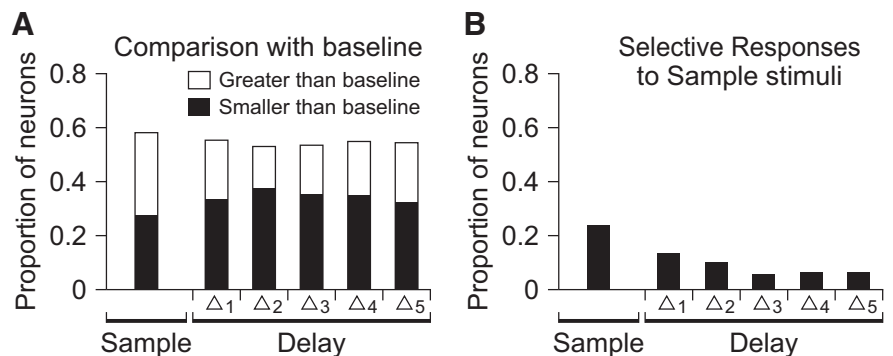 A
Comparison with baseline
Greater than baseline
Smaller than baseline
Proportion of neurons
0.8
0.6
0.4
0.2
0
△1 △2 △3 △4 △5
Sample Delay
B
Selective Responses
to Sample stimuli
Proportion of neurons
0.8
0.6
0.4
0.2
0
△1 △2 △3 △4 △5
Sample Delay